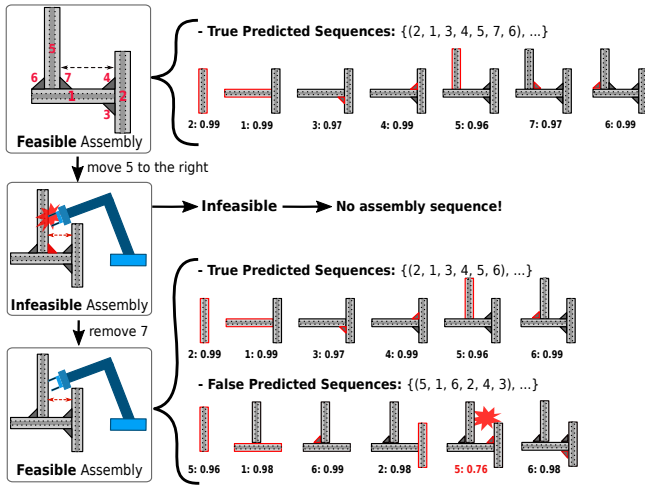 - True Predicted Sequences: {(2, 1, 3, 4, 5, 7, 6), ...}
5
6 7 4
1 2
3
2: 0.99 1: 0.99 3: 0.97 4: 0.99 5: 0.96 7: 0.97 6: 0.99
Feasible Assembly
move 5 to the right
Infeasible
No assembly sequence!
Infeasible Assembly
- True Predicted Sequences: {(2, 1, 3, 4, 5, 6), ...}
2: 0.99 1: 0.99 3: 0.97 4: 0.99 5: 0.96 6: 0.99
remove 7
- False Predicted Sequences: {(5, 1, 6, 2, 4, 3), ...}
5: 0.96 1: 0.98 6: 0.99 2: 0.98 5: 0.76 6: 0.98
Feasible Assembly